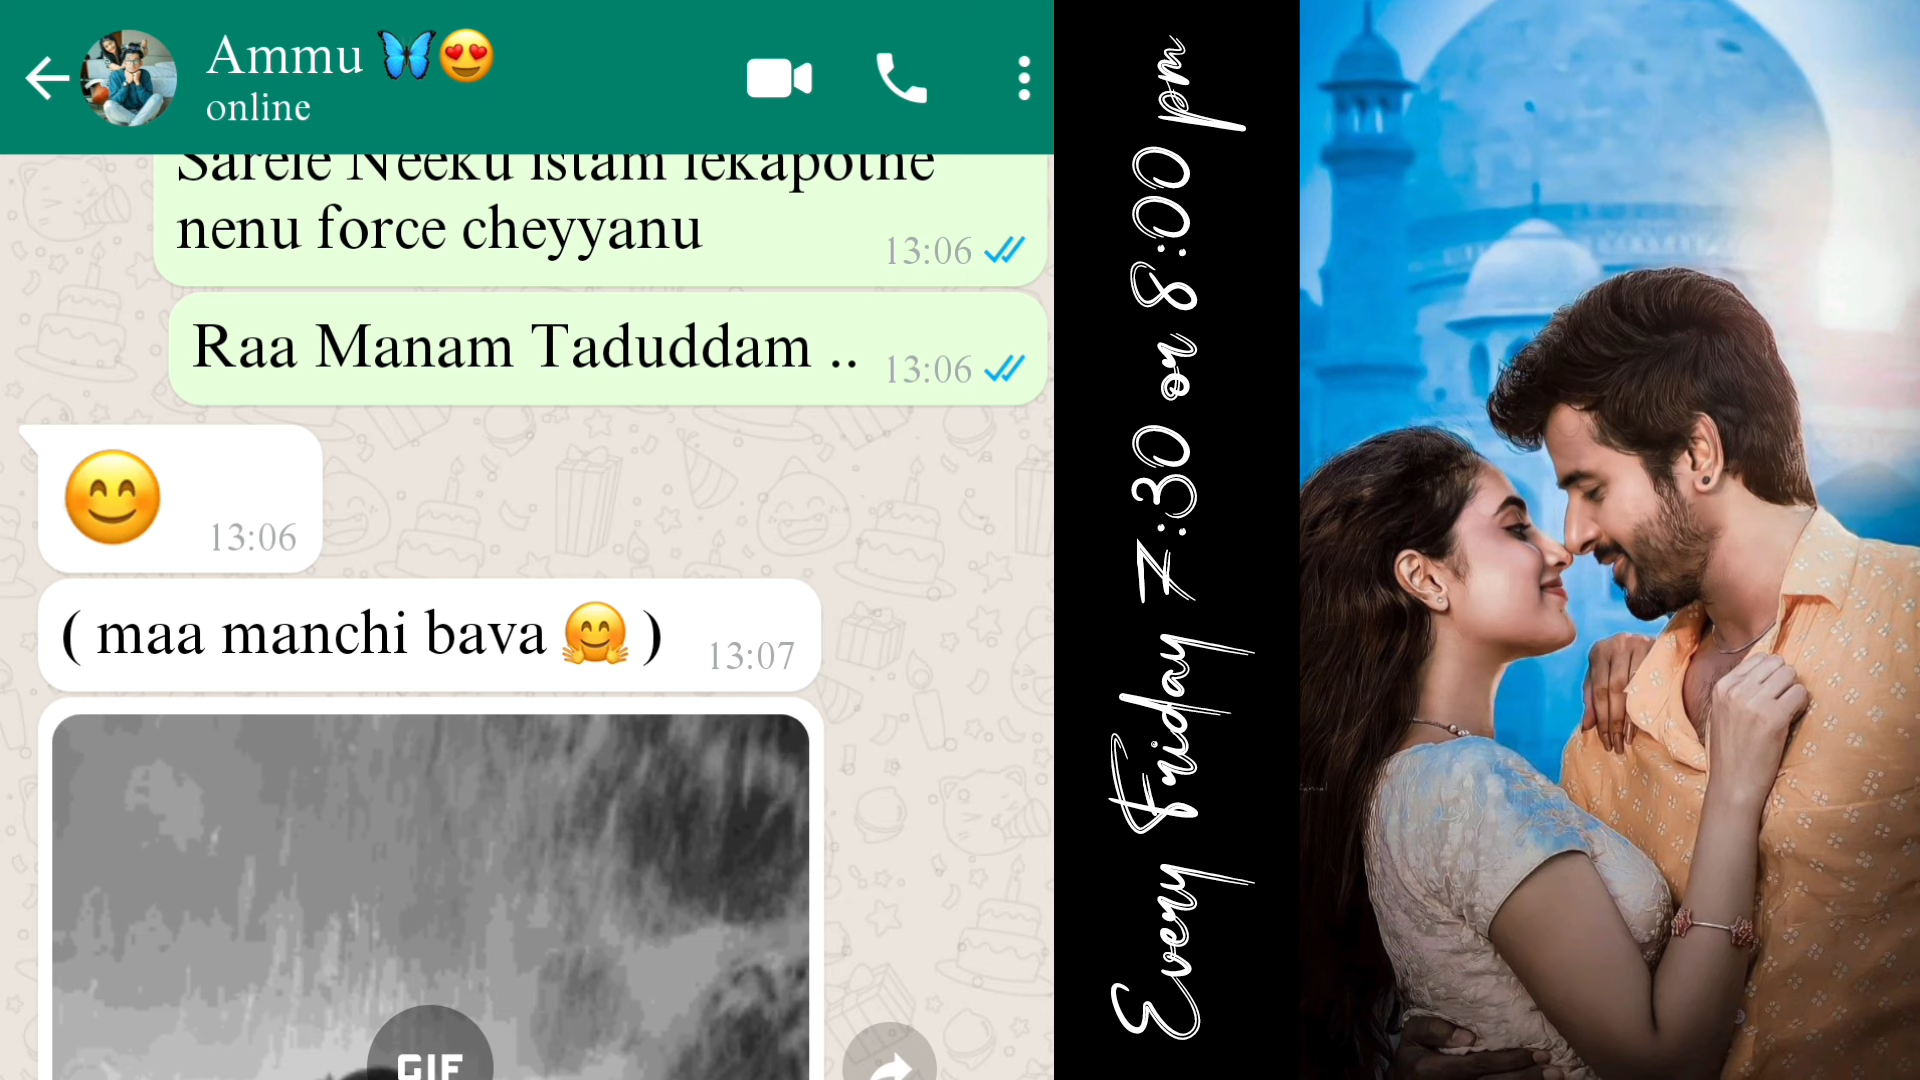 Ammu 🦋😍
online
Sarele Neeku istam lekapothe
nenu force cheyyanu
13:06
Raa Manam Taduddam ..
13:06
😊
13:06
( maa manchi bava 🤗 )
13:07
GIF
Every Friday 7:30 on 8:00 pm